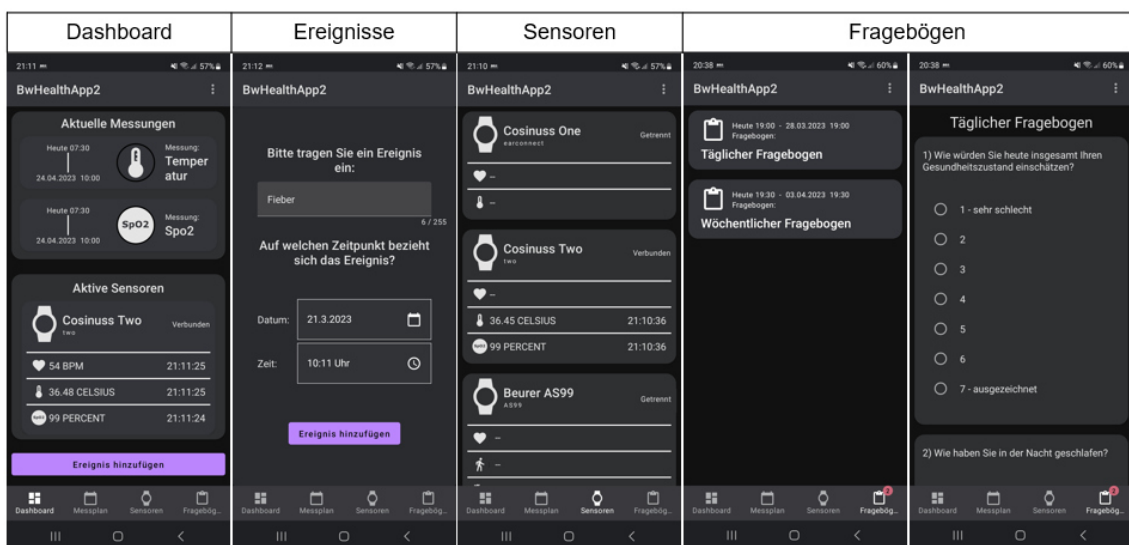 Dashboard
Ereignisse
Sensoren
Fragebögen
21:11
57%
BwHealthApp2
Aktuelle Messungen
Heute 07:30
24.04.2023 10:00
Messung:
Temper
atur
Heute 07:30
24.04.2023 10:00
SpO2
Messung:
Spo2
Aktive Sensoren
Cosinuss Two
two
Verbunden
54 BPM
21:11:25
36.48 CELSIUS
21:11:25
99 PERCENT
21:11:24
Ereignis hinzufügen
Dashboard
Messplan
Sensoren
Fragebög...
21:12
57%
BwHealthApp2
Bitte tragen Sie ein Ereignis
ein:
Fieber
6 / 255
Auf welchen Zeitpunkt bezieht
sich das Ereignis?
Datum:
21.3.2023
Zeit:
10:11 Uhr
Ereignis hinzufügen
Dashboard
Messplan
Sensoren
Fragebög...
21:10
57%
BwHealthApp2
Cosinuss One
earconnect
Getrennt
–
–
Cosinuss Two
two
Verbunden
–
36.45 CELSIUS
21:10:36
99 PERCENT
21:10:36
Beurer AS99
AS99
Getrennt
–
–
Dashboard
Messplan
Sensoren
Fragebög...
20:38
60%
BwHealthApp2
Heute 19:00 - 28.03.2023 19:00
Fragebogen:
Täglicher Fragebogen
Heute 19:30 - 03.04.2023 19:30
Fragebogen:
Wöchentlicher Fragebogen
2
Dashboard
Messplan
Sensoren
Fragebög...
20:38
60%
BwHealthApp2
Täglicher Fragebogen
1) Wie würden Sie heute insgesamt Ihren
Gesundheitszustand einschätzen?
1 - sehr schlecht
2
3
4
5
6
7 - ausgezeichnet
2) Wie haben Sie in der Nacht geschlafen?
2
Dashboard
Messplan
Sensoren
Fragebög...